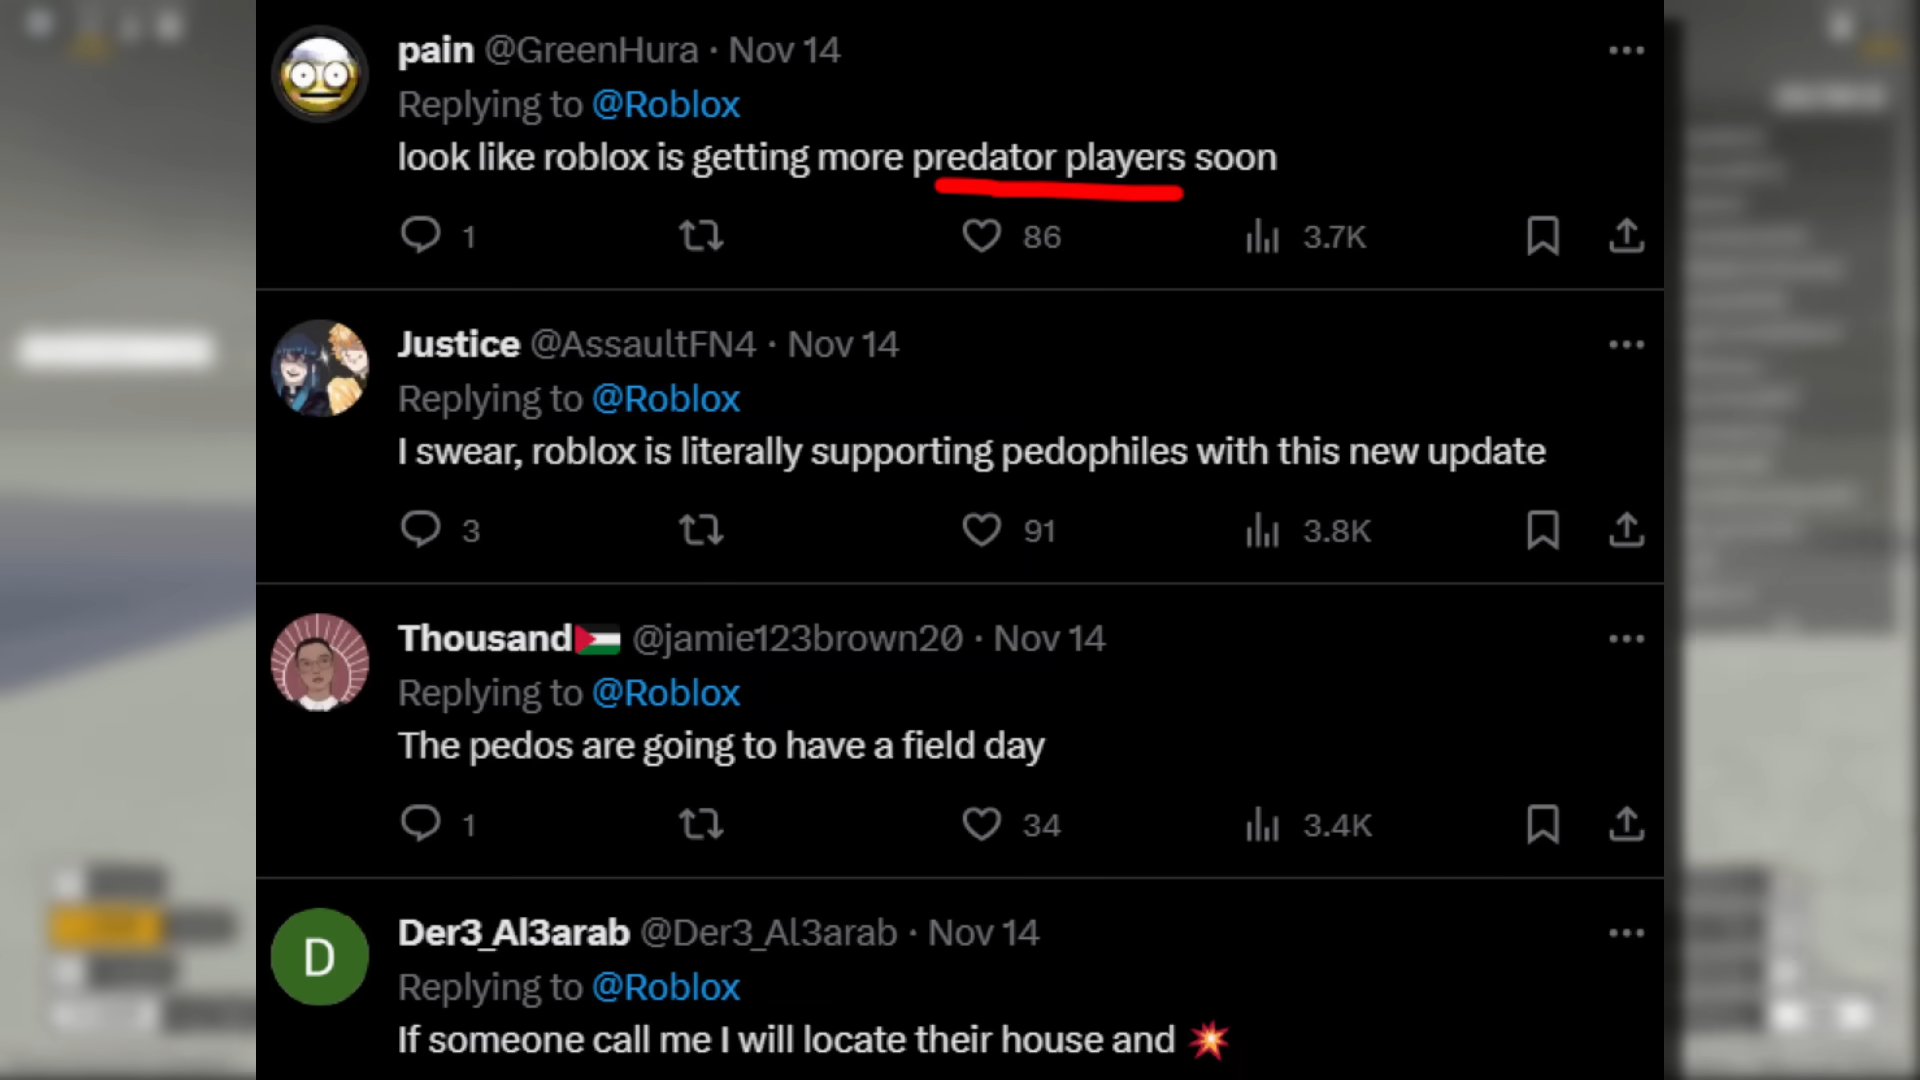 pain @GreenHura · Nov 14
Replying to @Roblox
look like roblox is getting more predator players soon
1 86 3.7K
Justice @AssaultFN4 · Nov 14
Replying to @Roblox
I swear, roblox is literally supporting pedophiles with this new update
3 91 3.8K
Thousand🇵🇸 @jamie123brown20 · Nov 14
Replying to @Roblox
The pedos are going to have a field day
1 34 3.4K
D
Der3_Al3arab @Der3_Al3arab · Nov 14
Replying to @Roblox
If someone call me I will locate their house and 💥